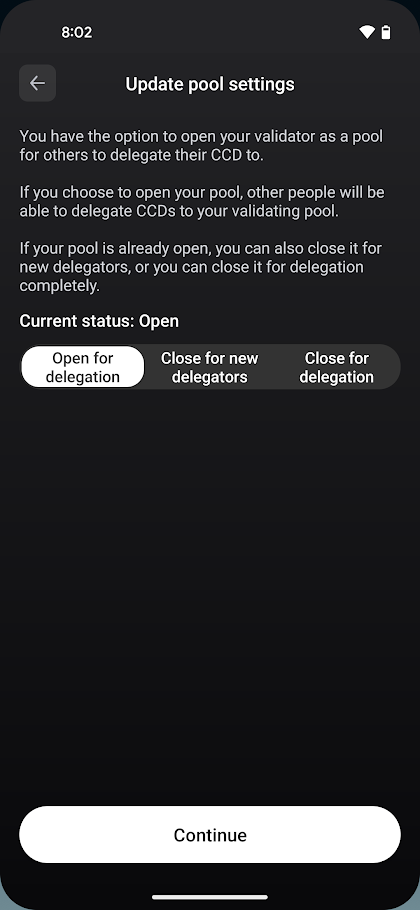 8:02
Update pool settings
You have the option to open your validator as a pool
for others to delegate their CCD to.
If you choose to open your pool, other people will be
able to delegate CCDs to your validating pool.
If your pool is already open, you can also close it for
new delegators, or you can close it for delegation
completely.
Current status: Open
Open for
delegation
Close for new
delegators
Close for
delegation
Continue